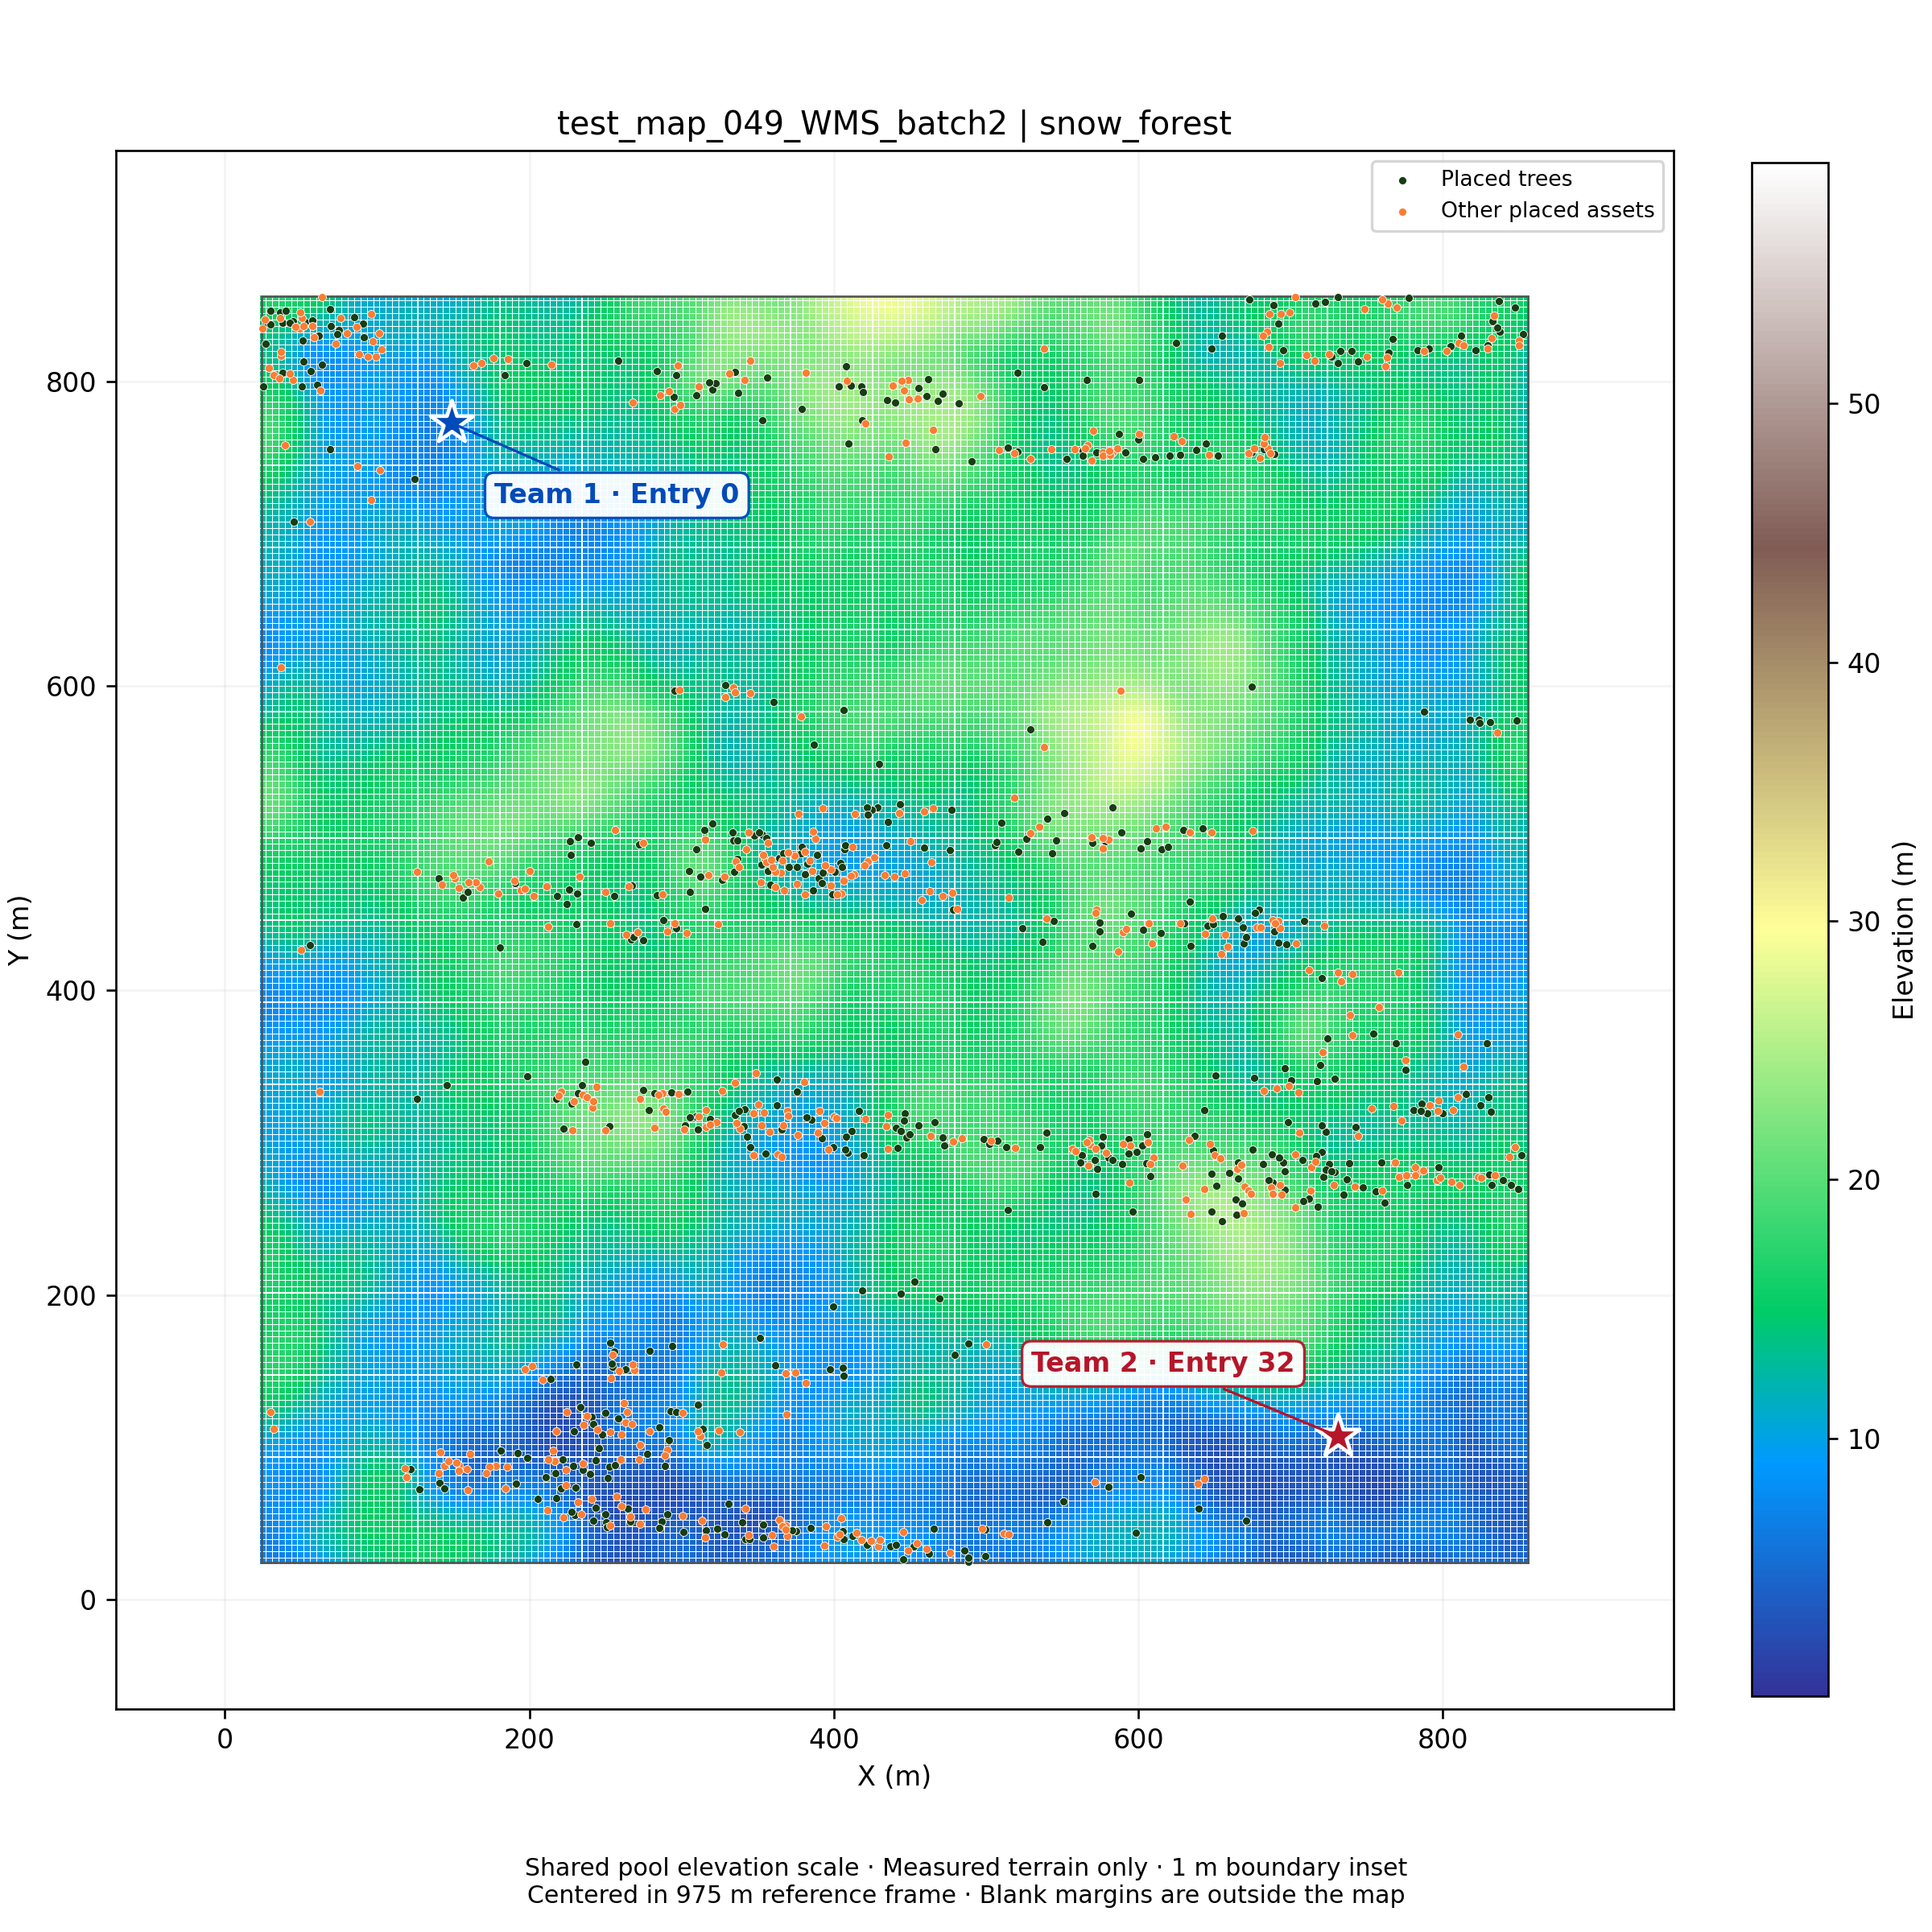 test_map_049_WMS_batch2 | snow_forest
Placed trees
Other placed assets
Team 1 · Entry 0
Team 2 · Entry 32
800
600
400
200
0
Y (m)
0
200
400
600
800
X (m)
50
40
30
20
10
Elevation (m)
Shared pool elevation scale · Measured terrain only · 1 m boundary inset
Centered in 975 m reference frame · Blank margins are outside the map